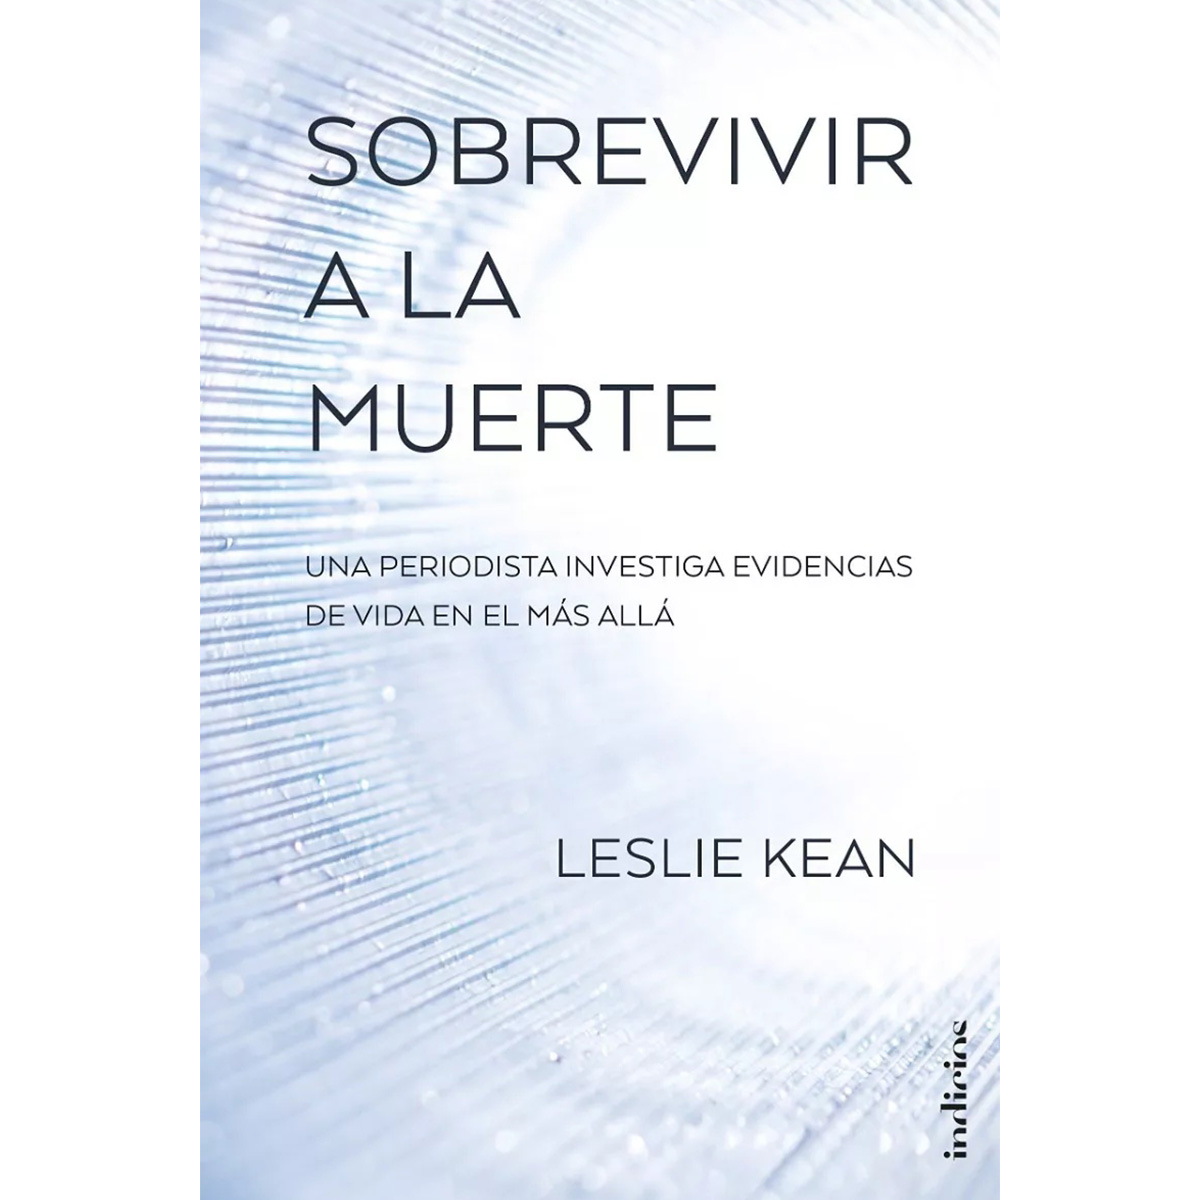 SOBREVIVIR
A LA
MUERTE
UNA PERIODISTA INVESTIGA EVIDENCIAS
DE VIDA EN EL MÁS ALLÁ
LESLIE KEAN
indicios